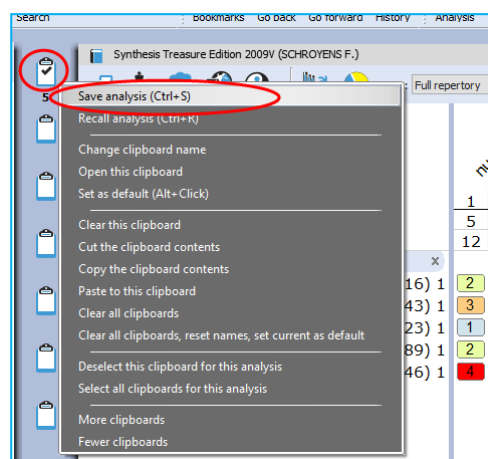 Search Bookmarks Go back Go forward History Analysis
Synthesis Treasure Edition 2009V (SCHROYENS F.)
Full repertory
5
Save analysis (Ctrl+S)
Recall analysis (Ctrl+R)
Change clipboard name
Open this clipboard
Set as default (Alt+Click)
1
5
12
Clear this clipboard
Cut the clipboard contents
Copy the clipboard contents
x
Paste to this clipboard
16) 1 2
Clear all clipboards
43) 1 3
Clear all clipboards, reset names, set current as default
23) 1 1
89) 1 2
Deselect this clipboard for this analysis
46) 1 4
Select all clipboards for this analysis
More clipboards
Fewer clipboards